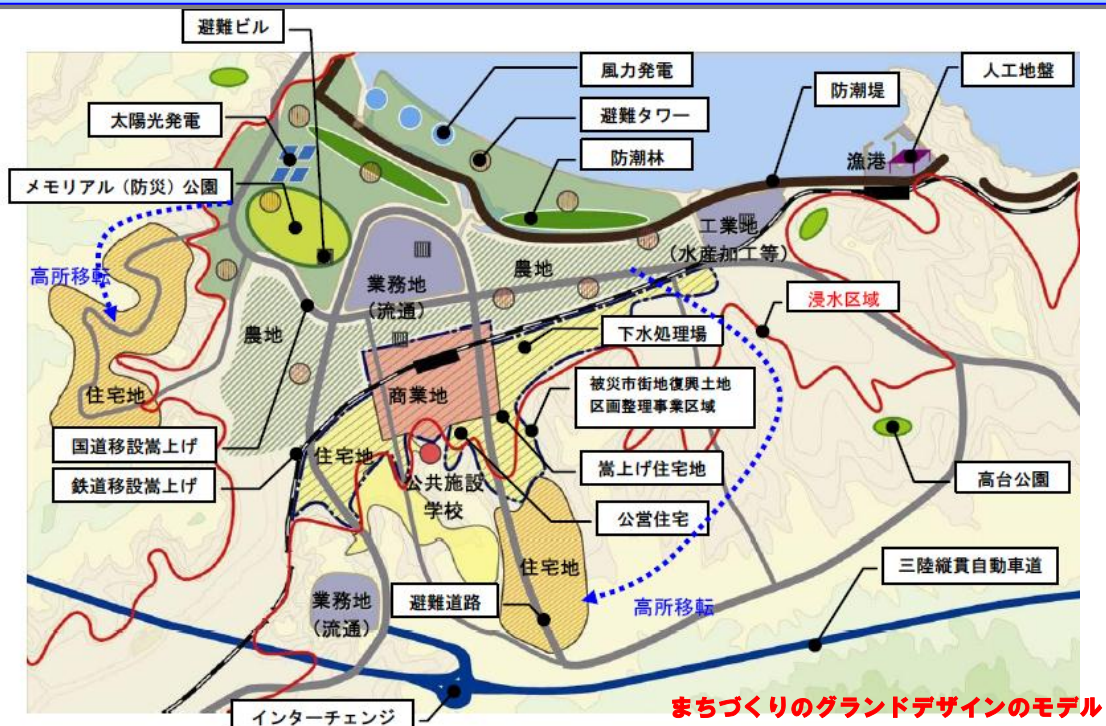 避難ビル
風力発電
人工地盤
防潮堤
太陽光発電
避難タワー
防潮林
漁港
メモリアル（防災）公園
工業地
（水産加工等）
高所移転
業務地
（流通）
農地
浸水区域
農地
下水処理場
被災市街地復興土地
区画整理事業区域
住宅地
商業地
国道移設嵩上げ
住宅地
嵩上げ住宅地
高台公園
鉄道移設嵩上げ
公共施設
学校
公営住宅
三陸縦貫自動車道
住宅地
業務地
（流通）
避難道路
高所移転
インターチェンジ
まちづくりのグランドデザインのモデル